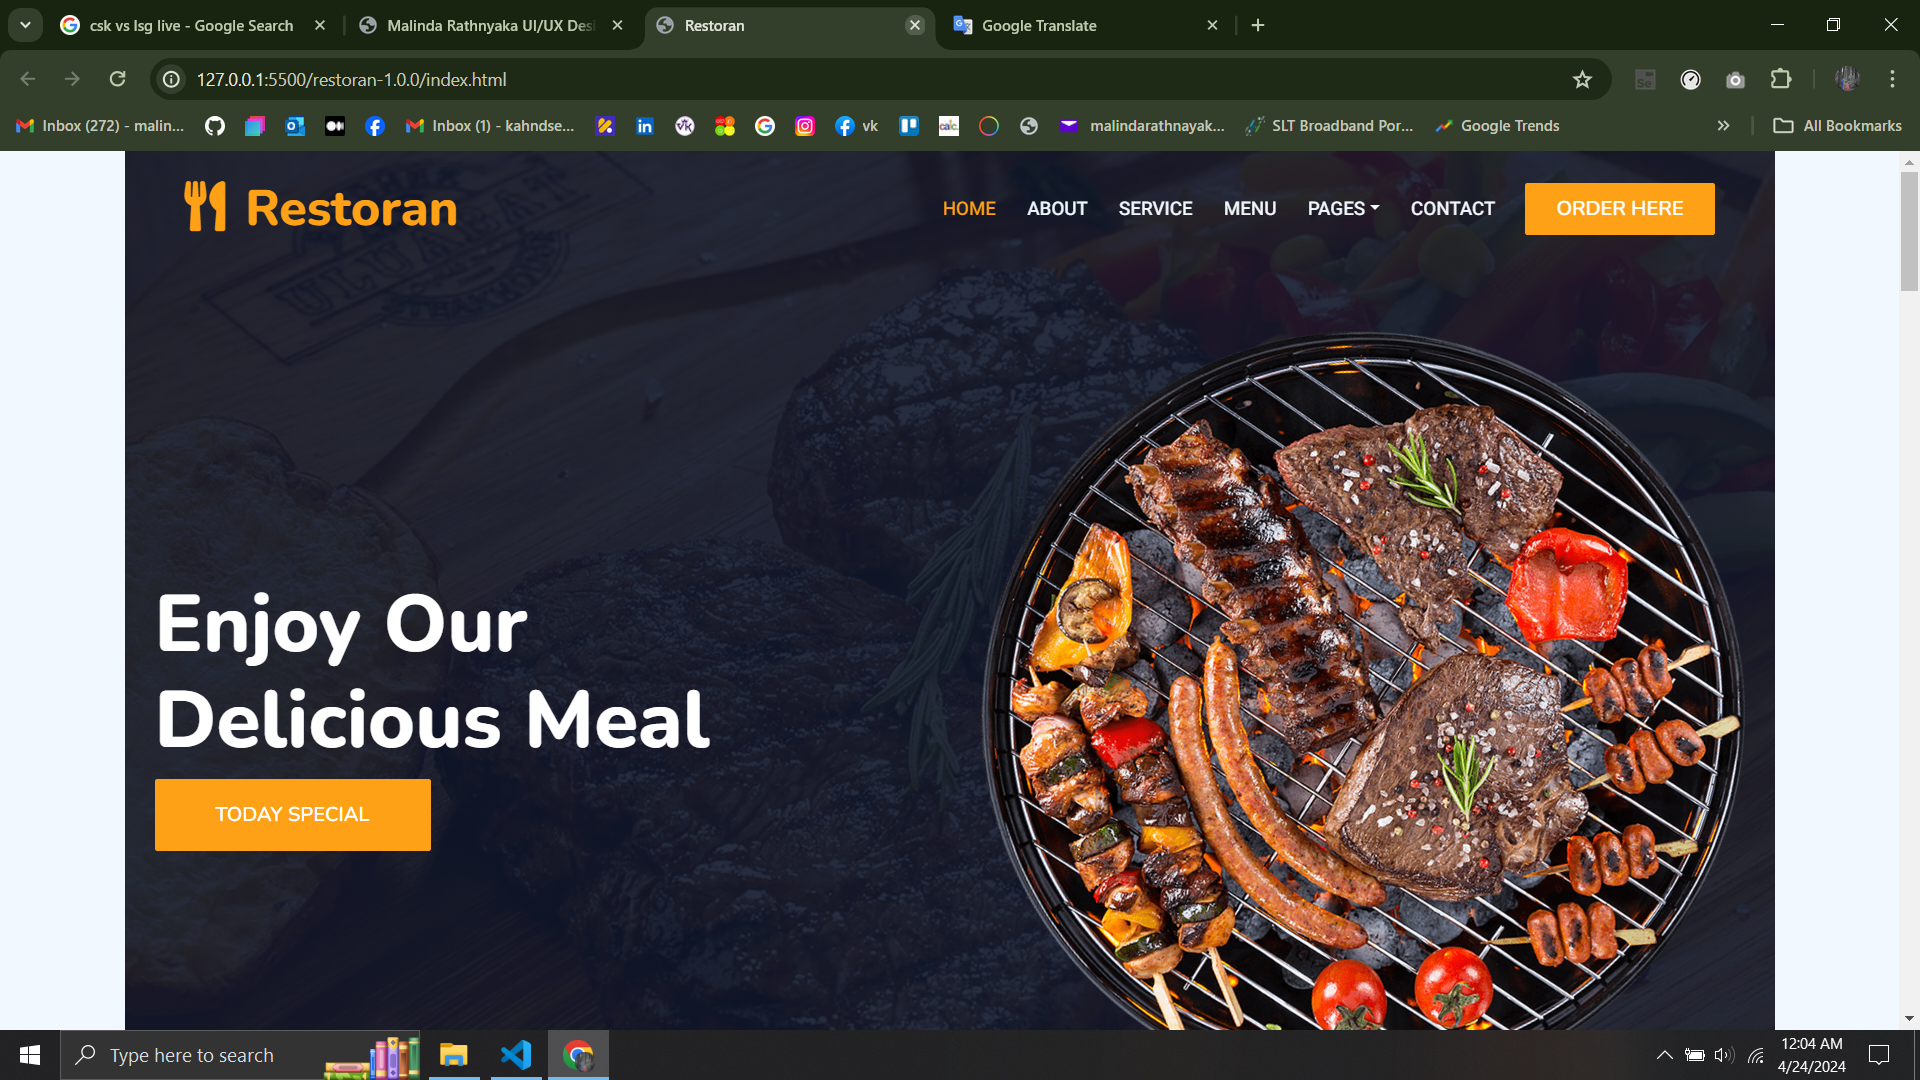 csk vs lsg live - Google Search
Malinda Rathnyaka UI/UX Des
Restoran
Google Translate
127.0.0.1:5500/restoran-1.0.0/index.html
Inbox (272) - malin...
Inbox (1) - kahndse...
vk
malindarathnayak...
SLT Broadband Por...
Google Trends
All Bookmarks
Restoran
HOME
ABOUT
SERVICE
MENU
PAGES
CONTACT
ORDER HERE
Enjoy Our
Delicious Meal
TODAY SPECIAL
Type here to search
12:04 AM
4/24/2024